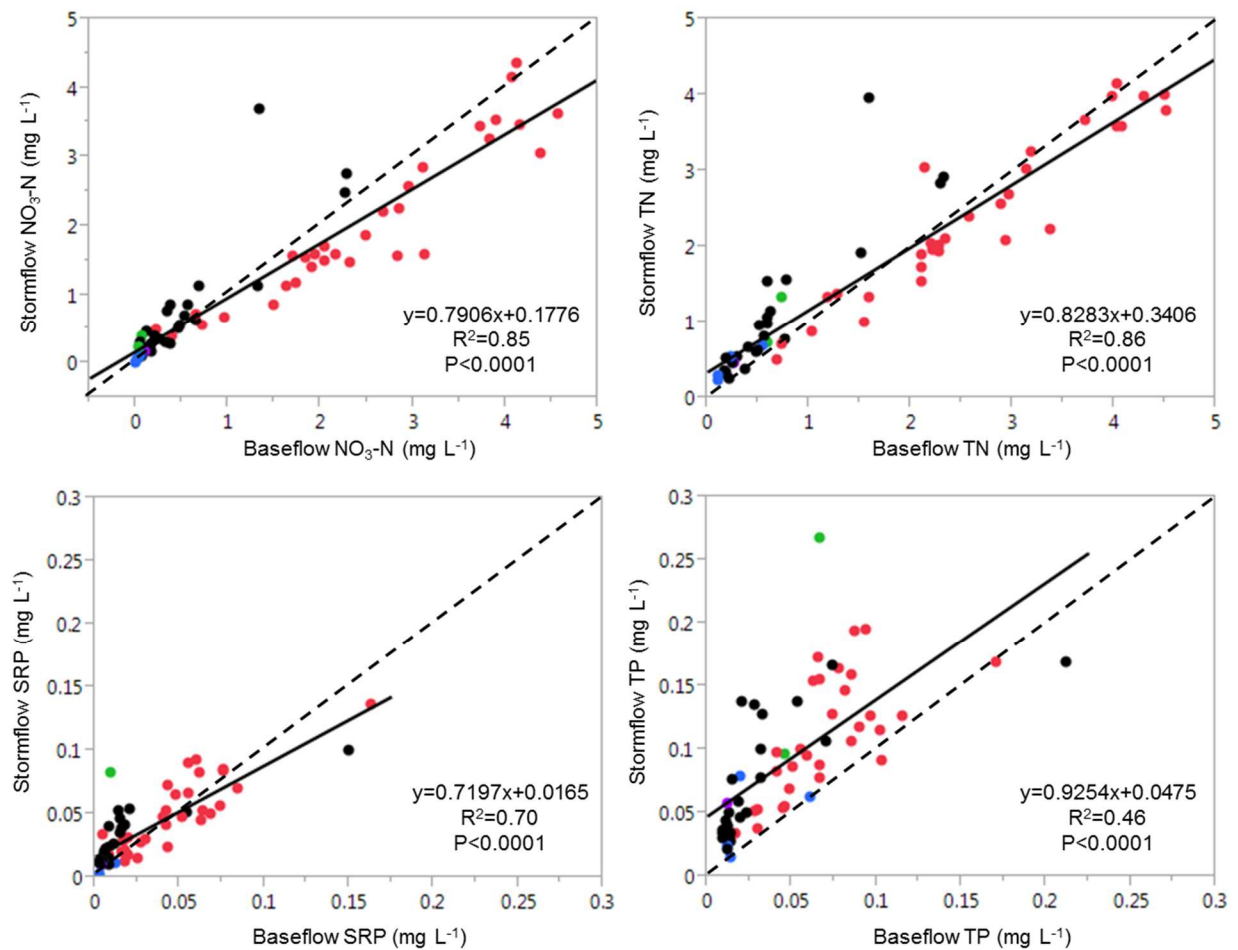 5
4
3
2
1
0
Stormflow NO₃-N (mg L⁻¹)
y=0.7906x+0.1776
R²=0.85
P<0.0001
0 1 2 3 4 5
Baseflow NO₃-N (mg L⁻¹)
5
4
3
2
1
0
Stormflow TN (mg L⁻¹)
y=0.8283x+0.3406
R²=0.86
P<0.0001
0 1 2 3 4 5
Baseflow TN (mg L⁻¹)
0.3
0.25
0.2
0.15
0.1
0.05
0
Stormflow SRP (mg L⁻¹)
y=0.7197x+0.0165
R²=0.70
P<0.0001
0 0.05 0.1 0.15 0.2 0.25 0.3
Baseflow SRP (mg L⁻¹)
0.3
0.25
0.2
0.15
0.1
0.05
0
Stormflow TP (mg L⁻¹)
y=0.9254x+0.0475
R²=0.46
P<0.0001
0 0.05 0.1 0.15 0.2 0.25 0.3
Baseflow TP (mg L⁻¹)